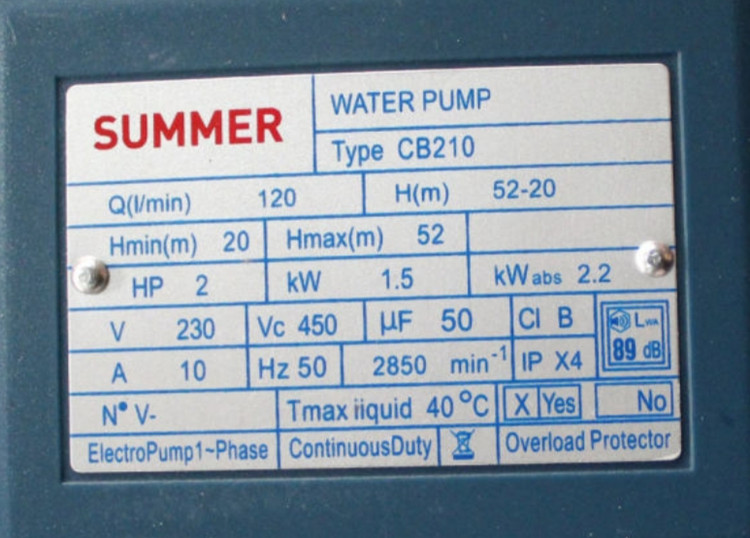 SUMMER
WATER PUMP
Type CB210
Q(l/min) 120 H(m) 52-20
Hmin(m) 20 Hmax(m) 52
HP 2 kW 1.5 kW abs 2.2
V 230 Vc 450 µF 50 Cl B
LWA
89 dB
A 10 Hz 50 2850 min-1 IP X4
N° V- Tmax iiquid 40 °C X Yes No
ElectroPump1~Phase ContinuousDuty Overload Protector